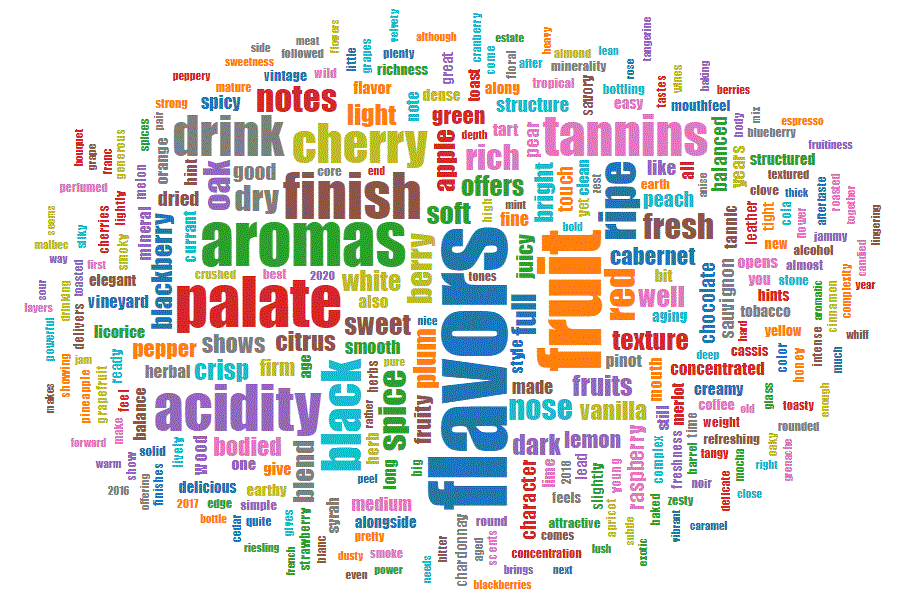 flavors
fruit
aromas
palate
finish
acidity
tannins
cherry
drink
black
ripe
red
notes
rich
fresh
spice
nose
dark
oak
dry
berry
plum
soft
apple
light
green
offers
well
full
sweet
white
texture
cabernet
blackberry
crisp
bodied
blend
citrus
pepper
fruits
vanilla
lemon
raspberry
character
chocolate
sauvignon
bright
structure
juicy
peach
pear
touch
savory
balanced
concentrated
creamy
medium
smooth
firm
shows
good
spicy
dried
hint
currant
orange
mineral
licorice
vineyard
elegant
herbal
delicious
earthy
wood
give
one
long
fruity
age
also
style
made
pinot
bit
aging
like
all
earth
fine
mint
high
bold
yet
clean
zest
tart
depth
dense
note
flavor
richness
great
toast
along
easy
mouthfeel
bottling
tropical
minerality
almond
lean
heavy
rose
tastes
tangerine
wines
baking
berries
body
mix
blueberry
espresso
fruitiness
years
structured
textured
clove
thick
anise
tannic
leather
tight
cola
flower
aftertaste
roasted
together
lingering
new
jammy
alcohol
opens
almost
you
stone
hints
tobacco
hard
yellow
aromatic
cinnamon
complexity
candied
year
deep
cassis
color
honey
intense
much
whiff
mouth
merlot
coffee
old
glass
toasty
enough
weight
rounded
refreshing
tangy
oaky
mocha
right
grenache
delicate
close
still
time
barrel
freshness
complex
noir
zesty
baked
vibrant
caramel
exotic
subtle
apricot
young
slightly
lead
2018
lime
feels
attractive
comes
lush
concentration
next
brings
blackberries
round
scents
aged
chardonnay
bitter
needs
alongside
pretty
smoke
dusty
power
even
syrah
blanc
strawberry
french
gives
riesling
quite
cedar
simple
edge
2017
bottle
finishes
offering
2016
show
warm
solid
lively
balance
forward
make
feel
ready
grapefruit
pineapple
jam
showing
makes
delivers
powerful
layers
sour
drinking
toasted
first
way
malbec
seems
silky
cherries
smoky
lightly
perfumed
generous
melon
franc
grape
bouquet
spices
pair
strong
mature
peppery
sweetness
vintage
wild
side
followed
meat
flowers
little
grapes
plenty
velvety
although
cranberry
come
estate
floral
after
core
end
crushed
best
2020
tones
nice
pure
herbs
rather
herb
peel
big